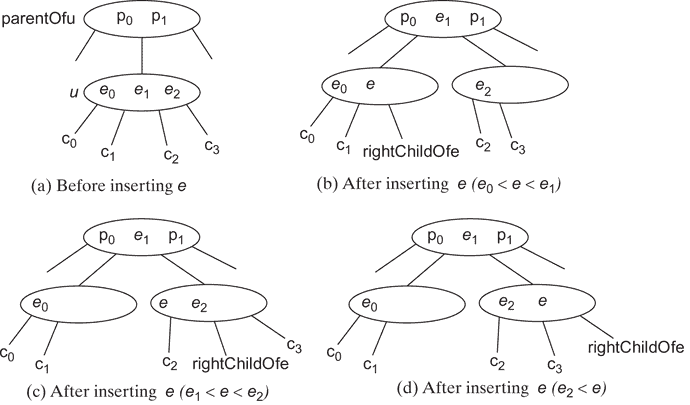 parentOfu p0 p1
u e0 e1 e2
c0 c1 c2 c3
(a) Before inserting e
p0 e1 p1
e0 e e2
c0 c1 rightChildOfe c2 c3
(b) After inserting e (e0 < e < e1)
p0 e1 p1
e0 e e2
c0 c1 c2 rightChildOfe c3
(c) After inserting e (e1 < e < e2)
p0 e1 p1
e0 e2 e
c0 c1 c2 c3 rightChildOfe
(d) After inserting e (e2 < e)